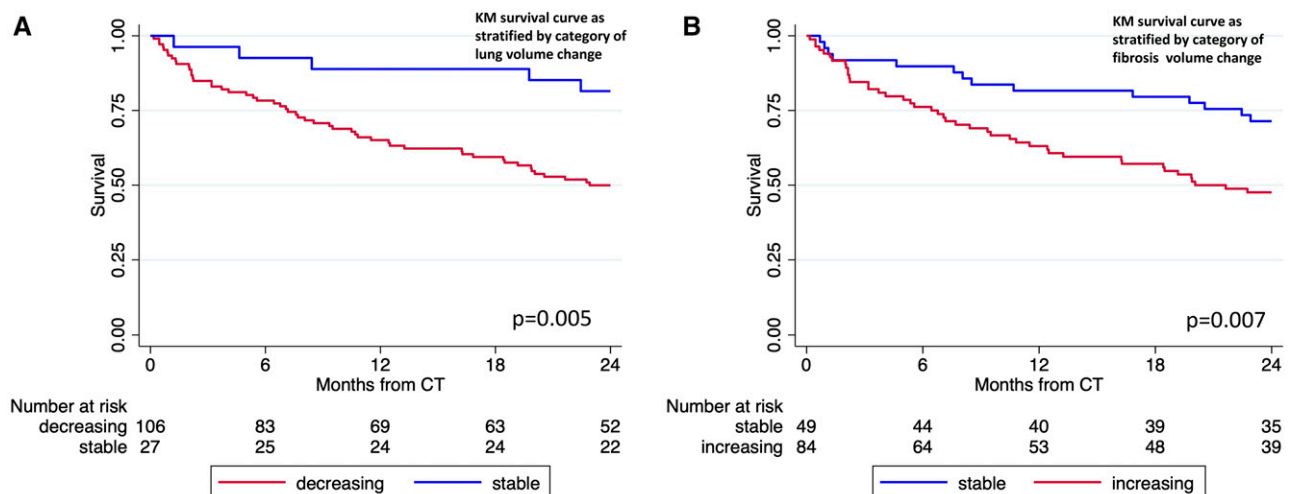 A
KM survival curve as
stratified by category of
lung volume change
Survival
1.00
0.75
0.50
0.25
0.00
p=0.005
0 6 12 18 24
Months from CT
Number at risk
decreasing 106 83 69 63 52
stable 27 25 24 24 22
decreasing stable
B
KM survival curve as
stratified by category of
fibrosis volume change
Survival
1.00
0.75
0.50
0.25
0.00
p=0.007
0 6 12 18 24
Months from CT
Number at risk
stable 49 44 40 39 35
increasing 84 64 53 48 39
stable increasing